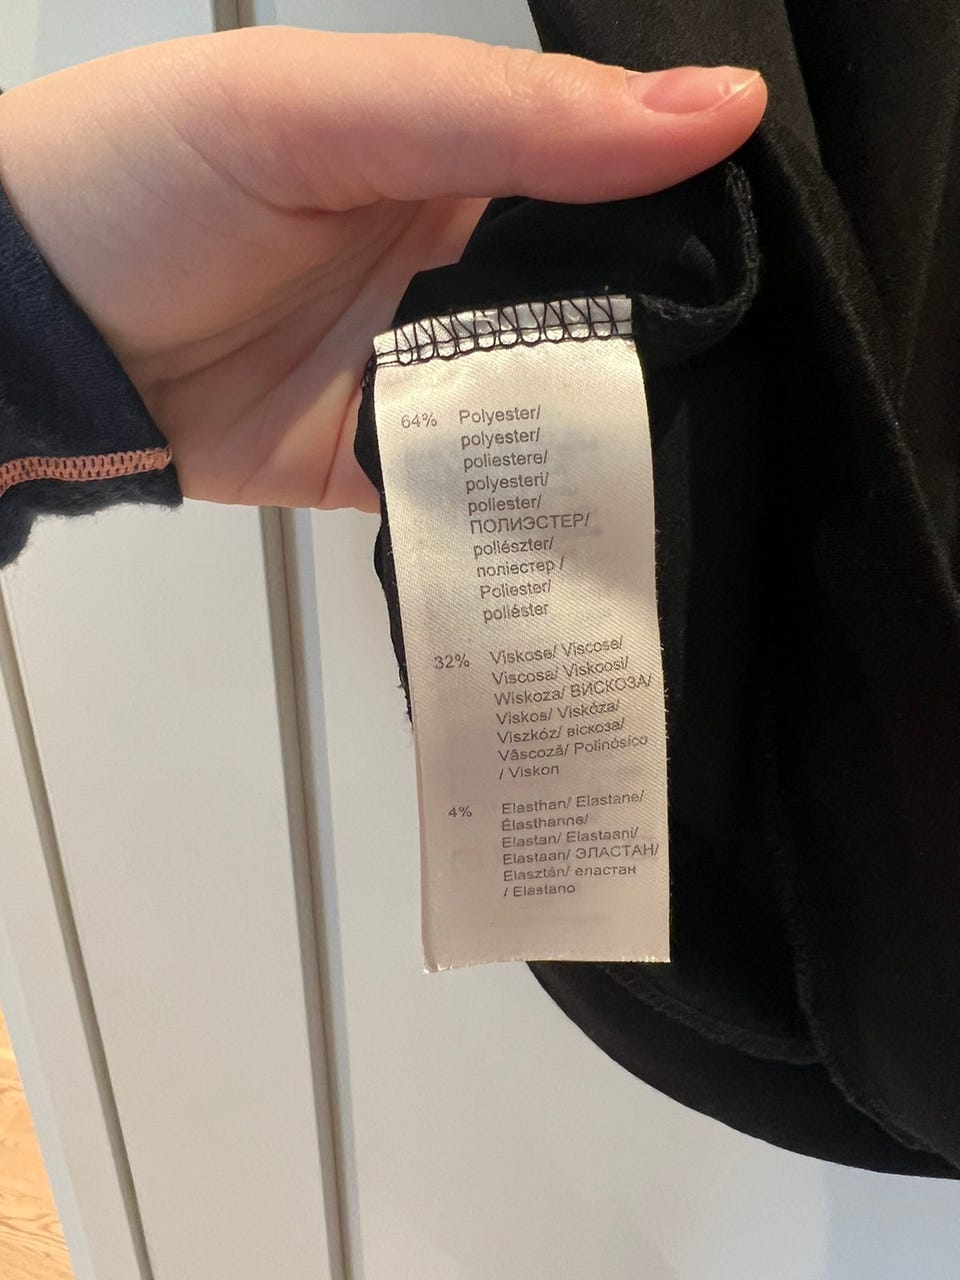 64% Polyester/
polyester/
poliestere/
polyesteri/
poliester/
ПОЛИЭСТЕР/
poliészter/
поліестер /
Poliester/
poliéster
32% Viskose/ Viscose/
Viscosa/ Viskoosi/
Wiskoza/ ВИСКОЗА/
Viskos/ Viskóza/
Viszkóz/ віскоза/
Vâscoză/ Polinósico
/ Viskon
4% Elasthan/ Elastane/
Élasthanne/
Elastan/ Elastaani/
Elastaan/ ЭЛАСТАН/
Elasztán/ еластан
/ Elastano